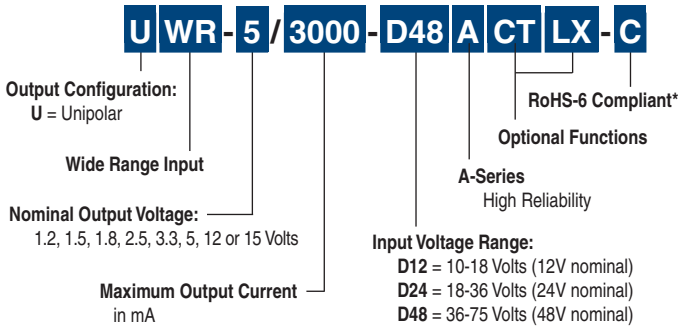 U WR - 5 / 3000 - D48 A CT LX - C
Output Configuration:
U = Unipolar
Wide Range Input
Nominal Output Voltage:
1.2, 1.5, 1.8, 2.5, 3.3, 5, 12 or 15 Volts
Maximum Output Current
in mA
RoHS-6 Compliant*
Optional Functions
A-Series
High Reliability
Input Voltage Range:
D12 = 10-18 Volts (12V nominal)
D24 = 18-36 Volts (24V nominal)
D48 = 36-75 Volts (48V nominal)